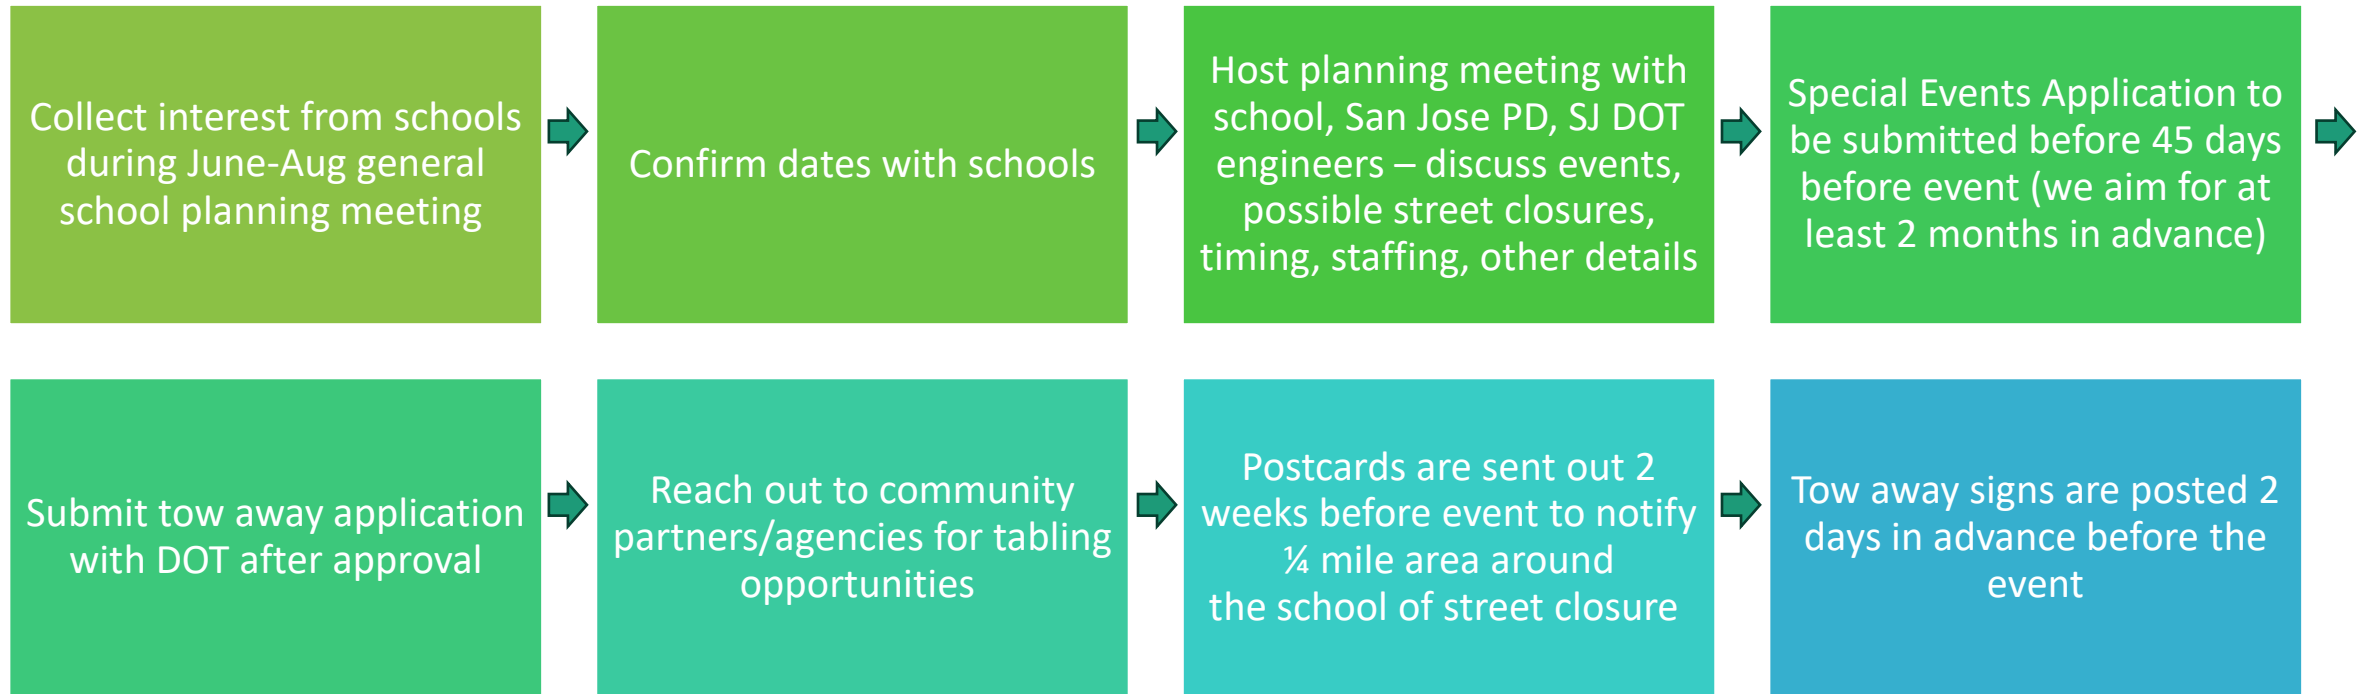 Collect interest from schools
during June-Aug general
school planning meeting
Confirm dates with schools
Host planning meeting with
school, San Jose PD, SJ DOT
engineers – discuss events,
possible street closures,
timing, staffing, other details
Special Events Application to
be submitted before 45 days
before event (we aim for at
least 2 months in advance)
Submit tow away application
with DOT after approval
Reach out to community
partners/agencies for tabling
opportunities
Postcards are sent out 2
weeks before event to notify
¼ mile area around
the school of street closure
Tow away signs are posted 2
days in advance before the
event